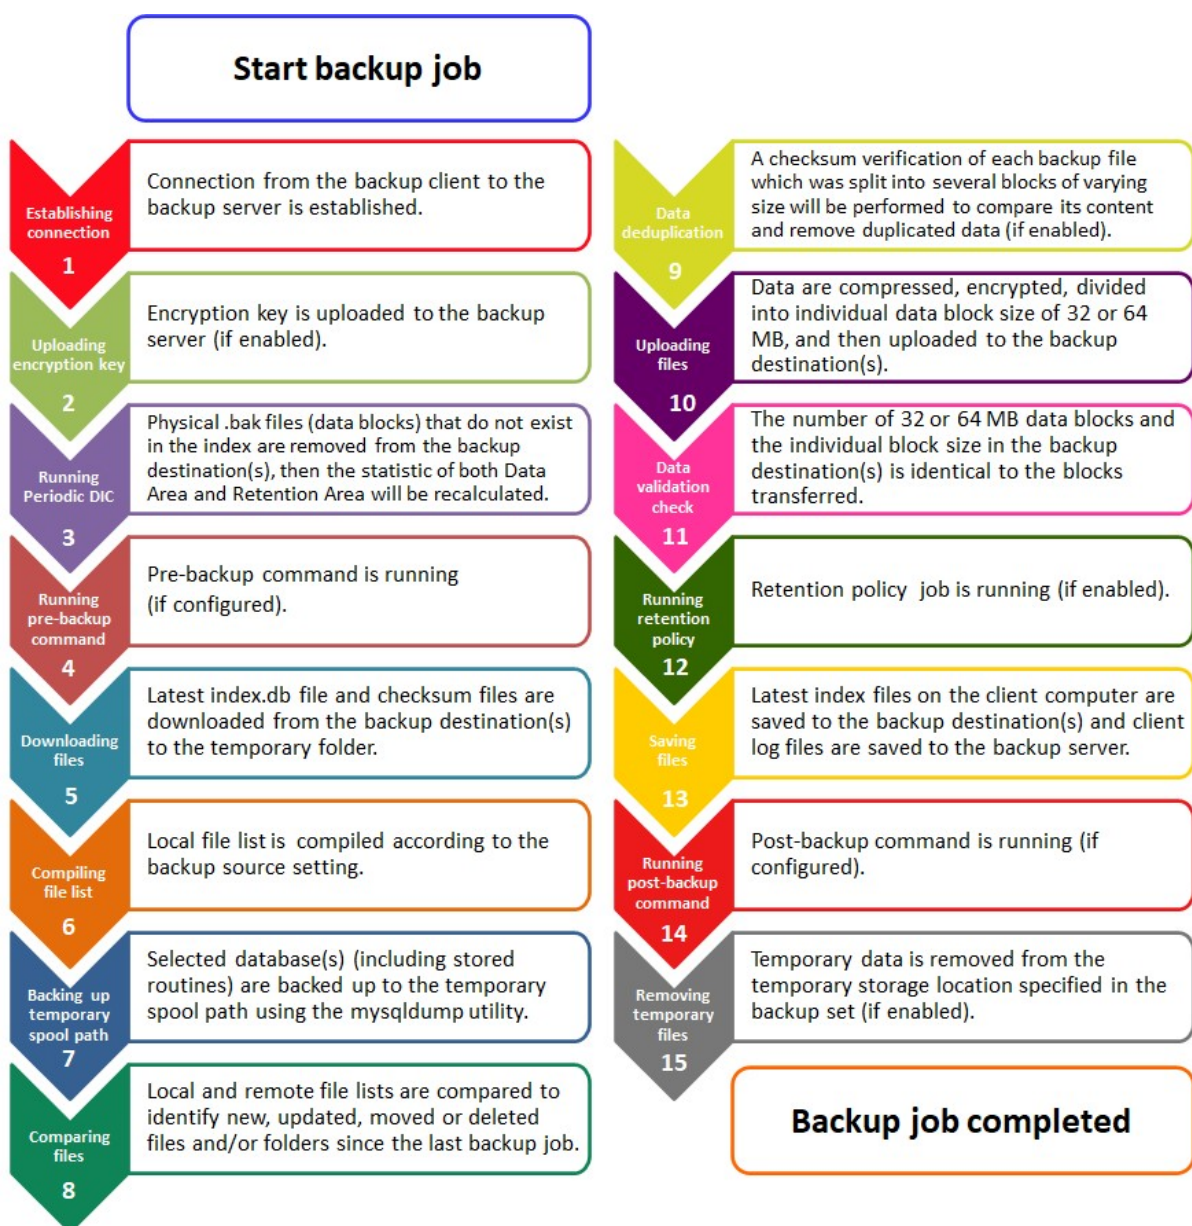 Start backup job
Establishing
connection
1
Connection from the backup client to the
backup server is established.
Uploading
encryption key
2
Encryption key is uploaded to the backup
server (if enabled).
Running
Periodic DIC
3
Physical .bak files (data blocks) that do not exist
in the index are removed from the backup
destination(s), then the statistic of both Data
Area and Retention Area will be recalculated.
Running
pre-backup
command
4
Pre-backup command is running
(if configured).
Downloading
files
5
Latest index.db file and checksum files are
downloaded from the backup destination(s)
to the temporary folder.
Compiling
file list
6
Local file list is compiled according to the
backup source setting.
Backing up
temporary
spool path
7
Selected database(s) (including stored
routines) are backed up to the temporary
spool path using the mysqldump utility.
Comparing
files
8
Local and remote file lists are compared to
identify new, updated, moved or deleted
files and/or folders since the last backup job.
Data
deduplication
9
A checksum verification of each backup file
which was split into several blocks of varying
size will be performed to compare its content
and remove duplicated data (if enabled).
Uploading
files
10
Data are compressed, encrypted, divided
into individual data block size of 32 or 64
MB, and then uploaded to the backup
destination(s).
Data
validation
check
11
The number of 32 or 64 MB data blocks and
the individual block size in the backup
destination(s) is identical to the blocks
transferred.
Running
retention
policy
12
Retention policy job is running (if enabled).
Saving
files
13
Latest index files on the client computer are
saved to the backup destination(s) and client
log files are saved to the backup server.
Running
post-backup
command
14
Post-backup command is running (if
configured).
Removing
temporary
files
15
Temporary data is removed from the
temporary storage location specified in the
backup set (if enabled).
Backup job completed